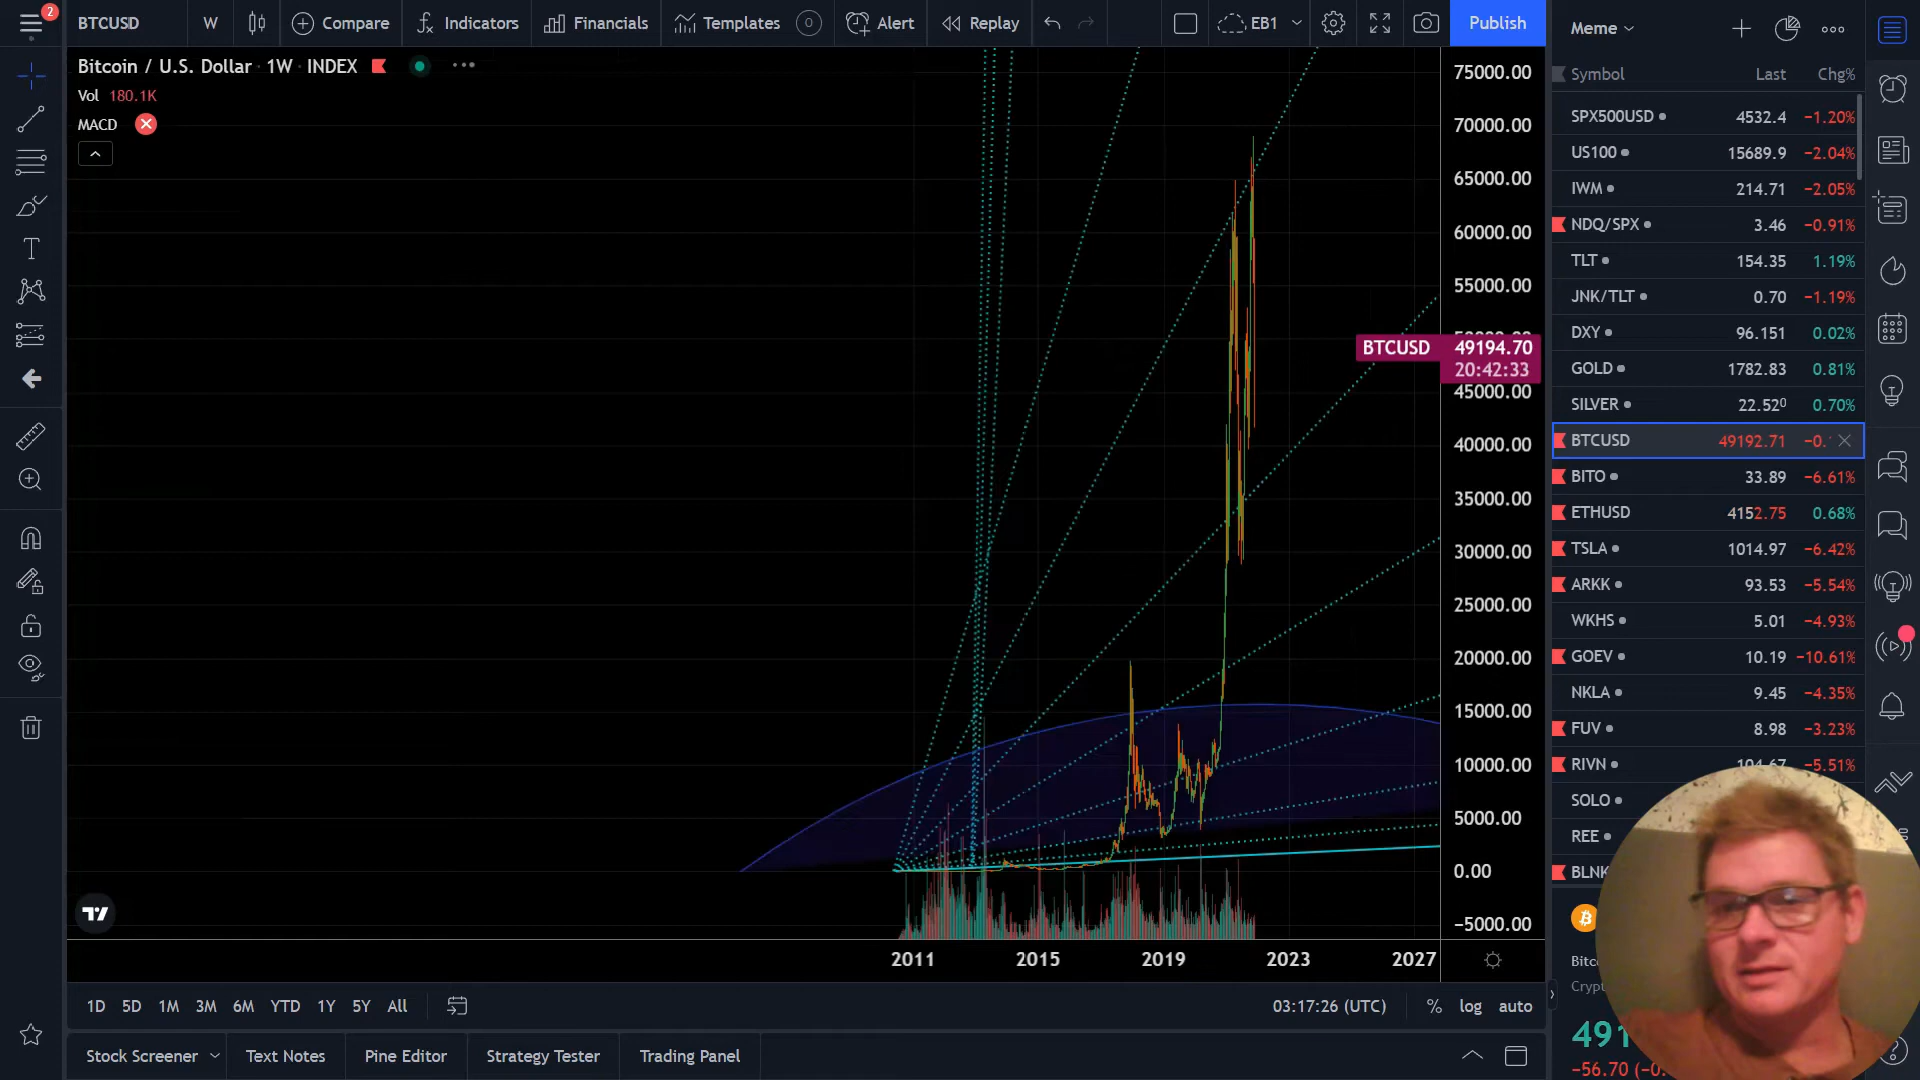 2
BTCUSD
W
Compare
Indicators
Financials
Templates
Alert
Replay
EB1
Publish
Meme
Bitcoin / U.S. Dollar · 1W · INDEX
Vol 180.1K
MACD
75000.00
70000.00
65000.00
60000.00
55000.00
BTCUSD 49194.70
20:42:33
45000.00
40000.00
35000.00
30000.00
25000.00
20000.00
15000.00
10000.00
5000.00
0.00
−5000.00
2011 2015 2019 2023 2027
1D 5D 1M 3M 6M YTD 1Y 5Y All
03:17:26 (UTC) % log auto
Stock Screener Text Notes Pine Editor Strategy Tester Trading Panel
Symbol Last Chg%
SPX500USD 4532.4 −1.20%
US100 15689.9 −2.04%
IWM 214.71 −2.05%
NDQ/SPX 3.46 −0.91%
TLT 154.35 1.19%
JNK/TLT 0.70 −1.19%
DXY 96.151 0.02%
GOLD 1782.83 0.81%
SILVER 22.520 0.70%
BTCUSD 49192.71 −0.
BITO 33.89 −6.61%
ETHUSD 4152.75 0.68%
TSLA 1014.97 −6.42%
ARKK 93.53 −5.54%
WKHS 5.01 −4.93%
GOEV 10.19 −10.61%
NKLA 9.45 −4.35%
FUV 8.98 −3.23%
RIVN 104.67 −5.51%
SOLO
REE
BLNK
Bitc
Crypt
491
−56.70 (−0.